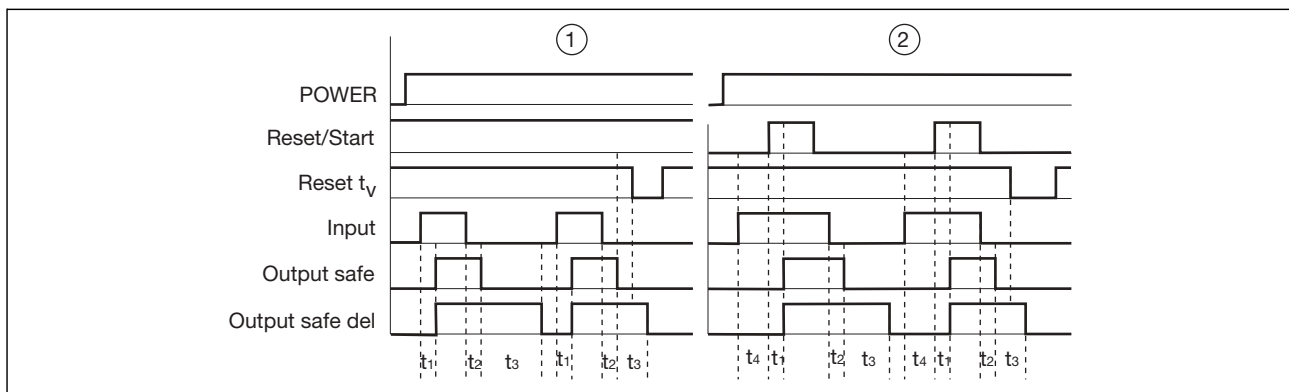 ① ②
POWER
Reset/Start
Reset tV
Input
Output safe
Output safe del
t1 t2 t3 t1 t2 t3 t4 t1 t2 t3 t4 t1 t2 t3